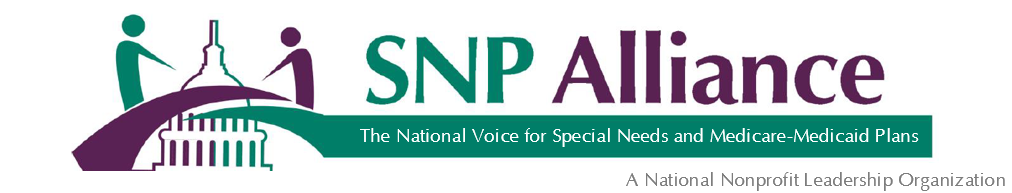 SNP Alliance
The National Voice for Special Needs and Medicare-Medicaid Plans
A National Nonprofit Leadership Organization